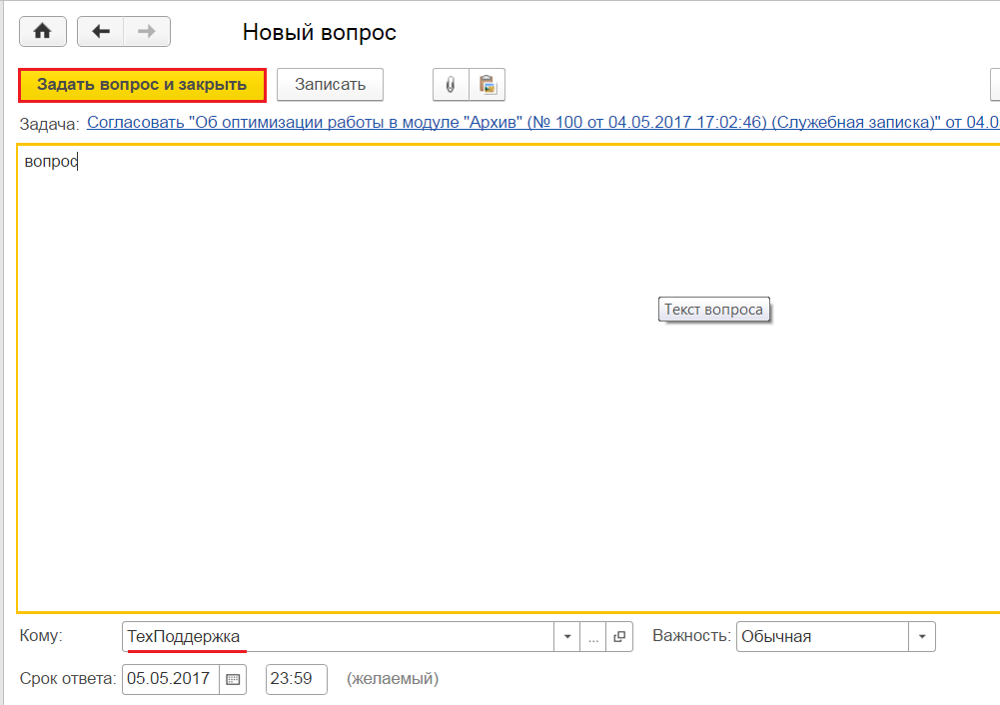 Новый вопрос
Задать вопрос и закрыть Записать
Задача: Согласовать "Об оптимизации работы в модуле "Архив" (№ 100 от 04.05.2017 17:02:46) (Служебная записка)" от 04.0
вопрос
Текст вопроса
Кому: ТехПоддержка ... Важность: Обычная
Срок ответа: 05.05.2017 23:59 (желаемый)